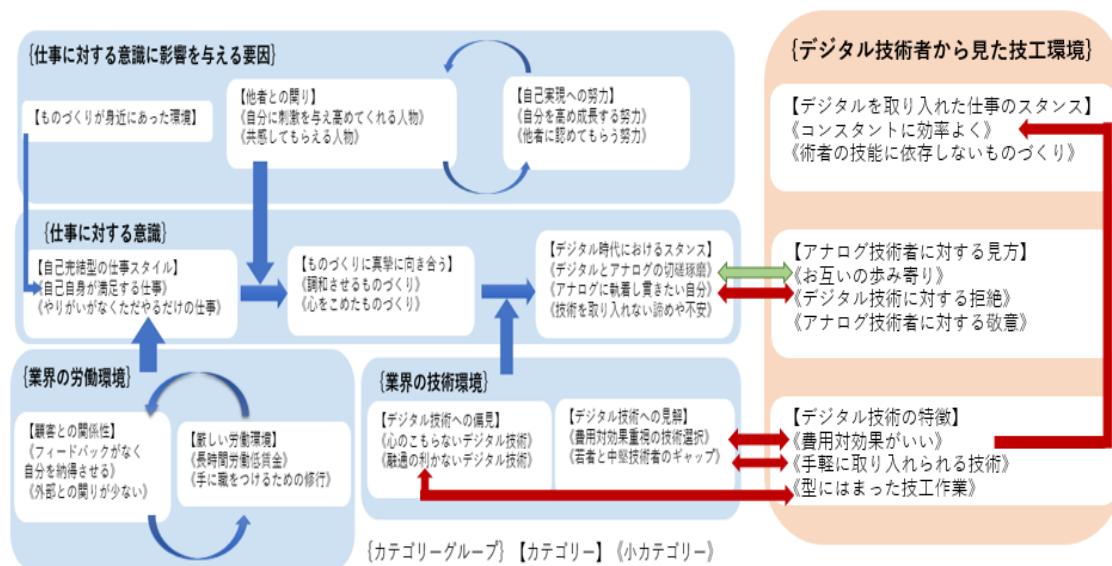 {仕事に対する意識に影響を与える要因}
【ものづくりが身近にあった環境】
【他者との関り】
《自分に刺激を与え高めてくれる人物》
《共感してもらえる人物》
【自己実現への努力】
《自分を高め成長する努力》
《他者に認めてもらう努力》
{仕事に対する意識}
【自己完結型の仕事スタイル】
《自己自身が満足する仕事》
《やりがいがなくただやるだけの仕事》
【ものづくりに真摯に向き合う】
《調和させるものづくり》
《心をこめたものづくり》
【デジタル時代におけるスタンス】
《デジタルとアナログの切磋琢磨》
《アナログに執着し貫きたい自分》
《技術を取り入れない諦めや不安》
{業界の労働環境}
【顧客との関係性】
《フィードバックがなく
自分を納得させる》
《外部との関りが少ない》
【厳しい労働環境】
《長時間労働低賃金》
《手に職をつけるための修行》
{業界の技術環境}
【デジタル技術への偏見】
《心のこもらないデジタル技術》
《融通の利かないデジタル技術》
【デジタル技術への見解】
《費用対効果重視の技術選択》
《若者と中堅技術者のギャップ》
{デジタル技術者から見た技工環境}
【デジタルを取り入れた仕事のスタンス】
《コンスタントに効率よく》
《術者の技能に依存しないものづくり》
【アナログ技術者に対する見方】
《お互いの歩み寄り》
《デジタル技術に対する拒絶》
《アナログ技術者に対する敬意》
【デジタル技術の特徴】
《費用対効果がいい》
《手軽に取り入れられる技術》
《型にはまった技工作業》
{カテゴリーグループ}【カテゴリー】《小カテゴリー》